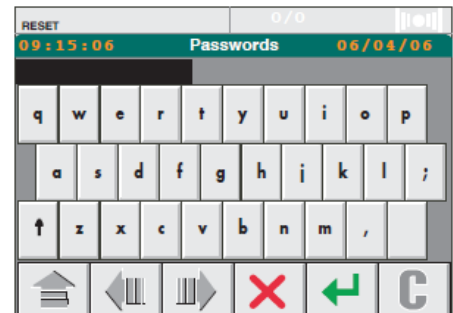 RESET 0/0
09:15:06 Passwords 06/04/06
q w e r t y u i o p
a s d f g h j k l ;
↑ z x c v b n m ,
C